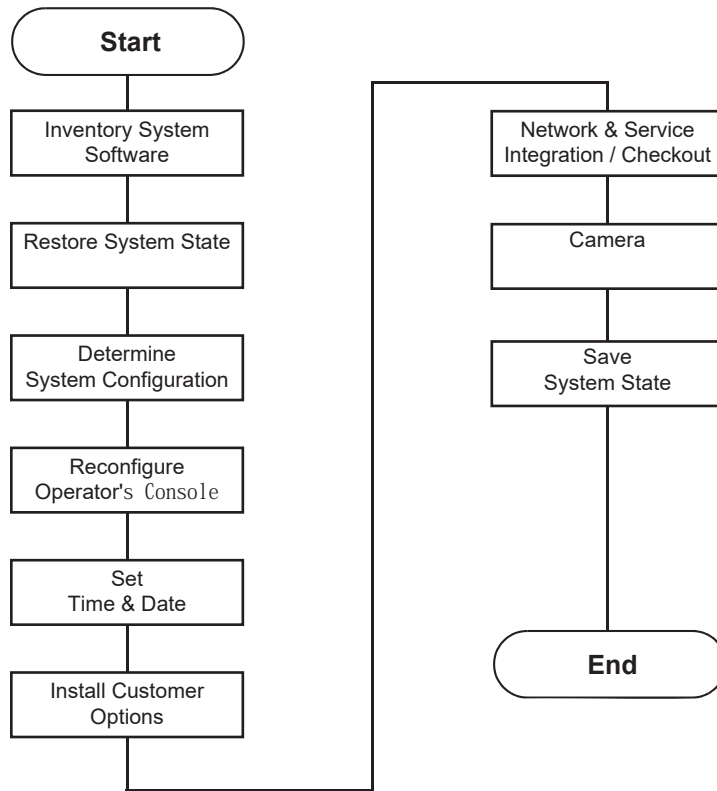 Start
Inventory System
Software
Restore System State
Determine
System Configuration
Reconfigure
Operator's Console
Set
Time & Date
Install Customer
Options
Network & Service
Integration / Checkout
Camera
Save
System State
End